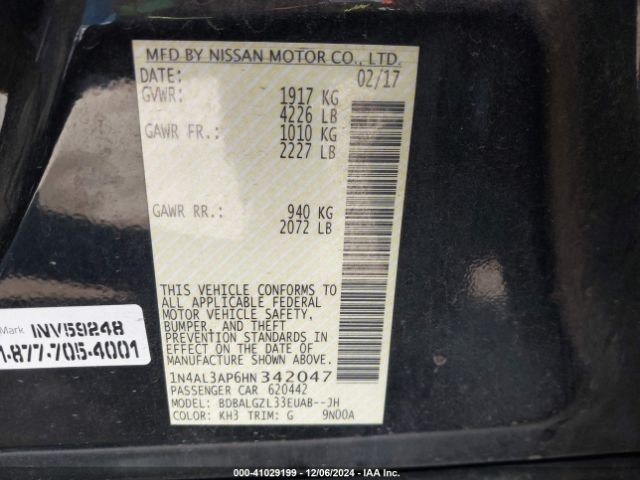 MFD BY NISSAN MOTOR CO., LTD.
DATE: 02/17
GVWR: 1917 KG
4226 LB
GAWR FR.: 1010 KG
2227 LB
GAWR RR.: 940 KG
2072 LB
THIS VEHICLE CONFORMS TO
ALL APPLICABLE FEDERAL
MOTOR VEHICLE SAFETY,
BUMPER, AND THEFT
PREVENTION STANDARDS IN
EFFECT ON THE DATE OF
MANUFACTURE SHOWN ABOVE.
1N4AL3AP6HN342047
PASSENGER CAR 620442
MODEL: BDBALGZL33EUAB--JH
COLOR: KH3 TRIM: G 9N00A
Mark INV59248
1.877.705.4001
000-41029199 • 12/06/2024 • IAA Inc.